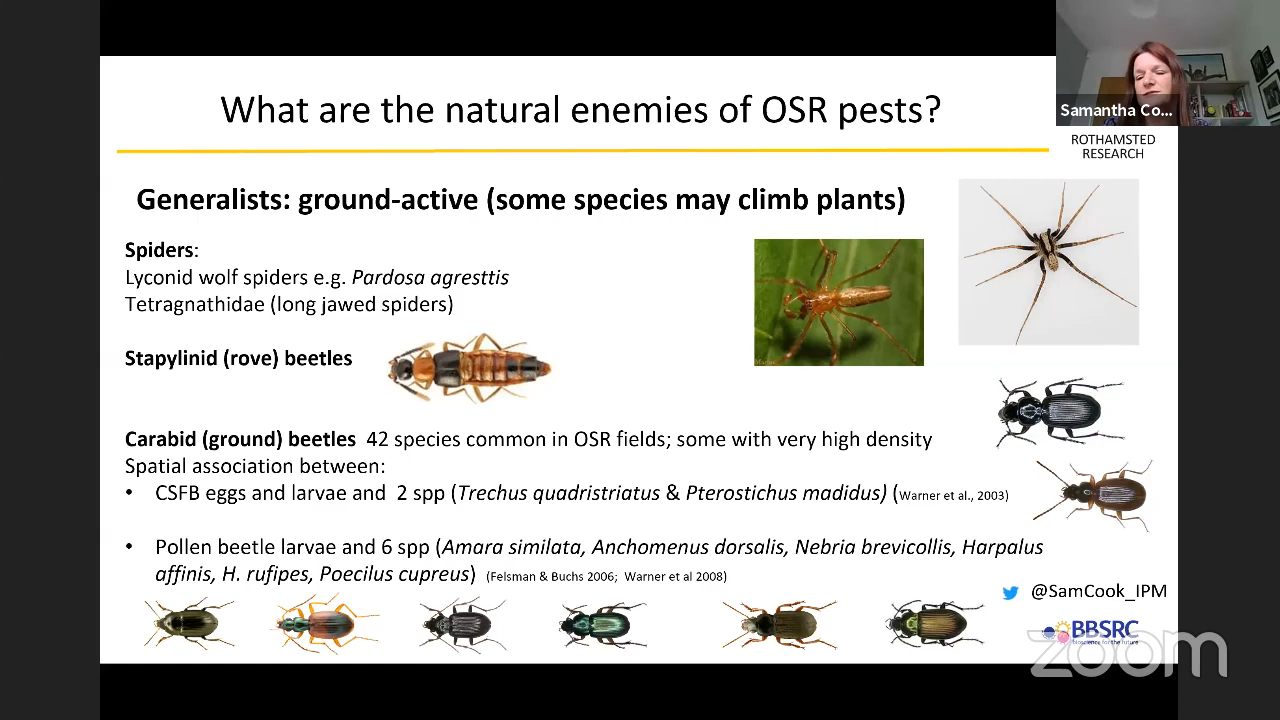 What are the natural enemies of OSR pests?
Samantha Co...
ROTHAMSTED
RESEARCH
Generalists: ground-active (some species may climb plants)
Spiders:
Lyconid wolf spiders e.g. Pardosa agresttis
Tetragnathidae (long jawed spiders)
Stapylinid (rove) beetles
Carabid (ground) beetles 42 species common in OSR fields; some with very high density
Spatial association between:
• CSFB eggs and larvae and 2 spp (Trechus quadristriatus & Pterostichus madidus) (Warner et al., 2003)
• Pollen beetle larvae and 6 spp (Amara similata, Anchomenus dorsalis, Nebria brevicollis, Harpalus
affinis, H. rufipes, Poecilus cupreus) (Felsman & Buchs 2006; Warner et al 2008)
@SamCook_IPM
BBSRC
bioscience for the future
zoom